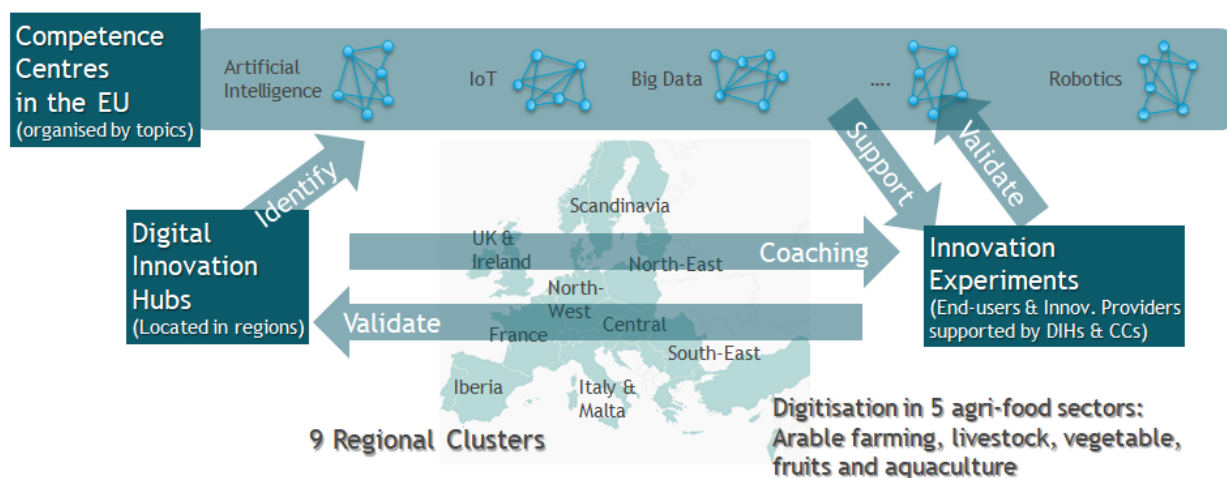 Competence
Centres
in the EU
(organised by topics)
Artificial
Intelligence
IoT
Big Data
....
Robotics
Identify
Support
Validate
Digital
Innovation
Hubs
(Located in regions)
Scandinavia
UK &
Ireland
Coaching
North-East
North-
West
Validate
Central
France
South-East
Iberia
Italy &
Malta
Innovation
Experiments
(End-users & Innov. Providers
supported by DIHs & CCs)
9 Regional Clusters
Digitisation in 5 agri-food sectors:
Arable farming, livestock, vegetable,
fruits and aquaculture